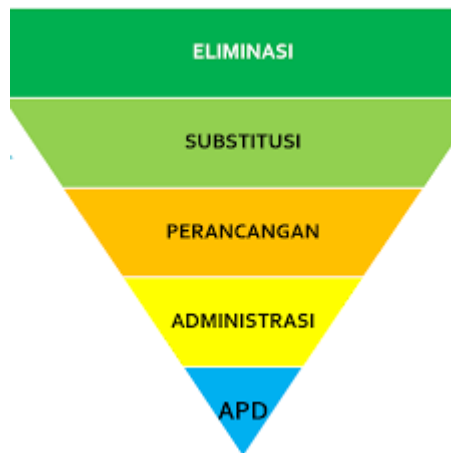 ELIMINASI
SUBSTITUSI
PERANCANGAN
ADMINISTRASI
APD